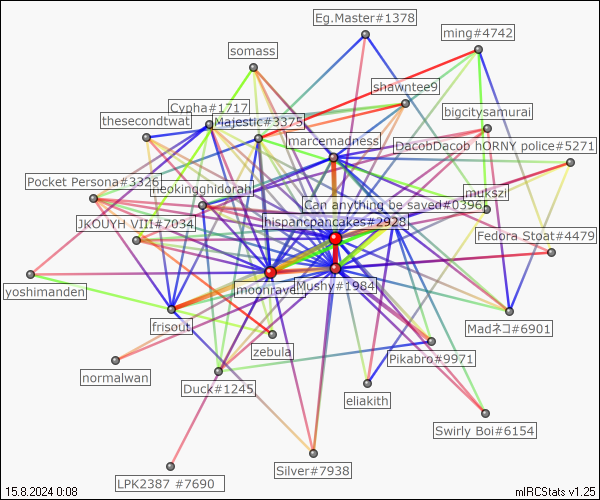 Eg.Master#1378
ming#4742
somass
shawntee9
Cypha#1717
bigcitysamurai
thesecondtwat
Majestic#3375
marcemadness
DacobDacob hORNY police#5271
Pocket Persona#3326
neokingghidorah
mukszi
Can anything be saved#0396
JKOUYH VIII#7034
hispancpancakes#2928
Fedora Stoat#4479
yoshimanden
Mushy#1984
frisout
Madネコ#6901
zebula
Pikabro#9971
normalwan
Duck#1245
eliakith
Swirly Boi#6154
Silver#7938
LPK2387 #7690
15.8.2024 0:08
mIRCStats v1.25